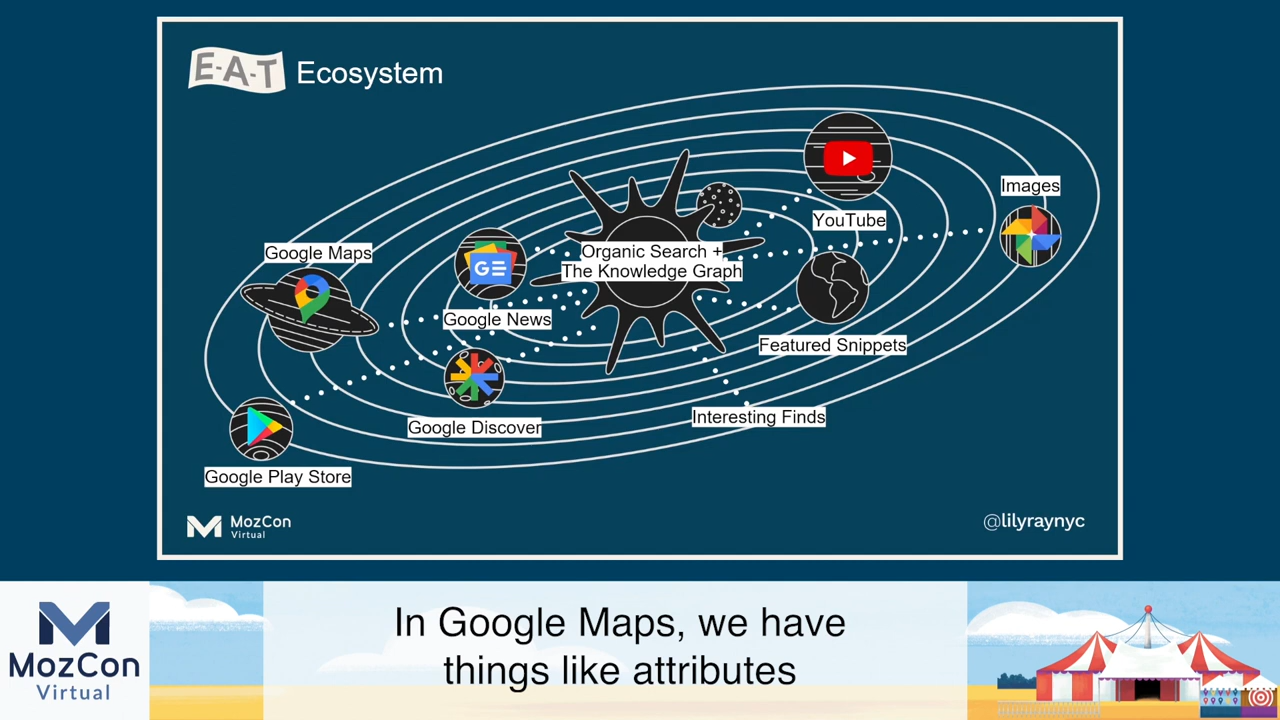 E-A-T Ecosystem
YouTube
Images
Google Maps
Organic Search +
The Knowledge Graph
GE
Google News
Featured Snippets
Google Discover
Interesting Finds
Google Play Store
MozCon
Virtual
@lilyraynyc
In Google Maps, we have
things like attributes
MozCon
Virtual